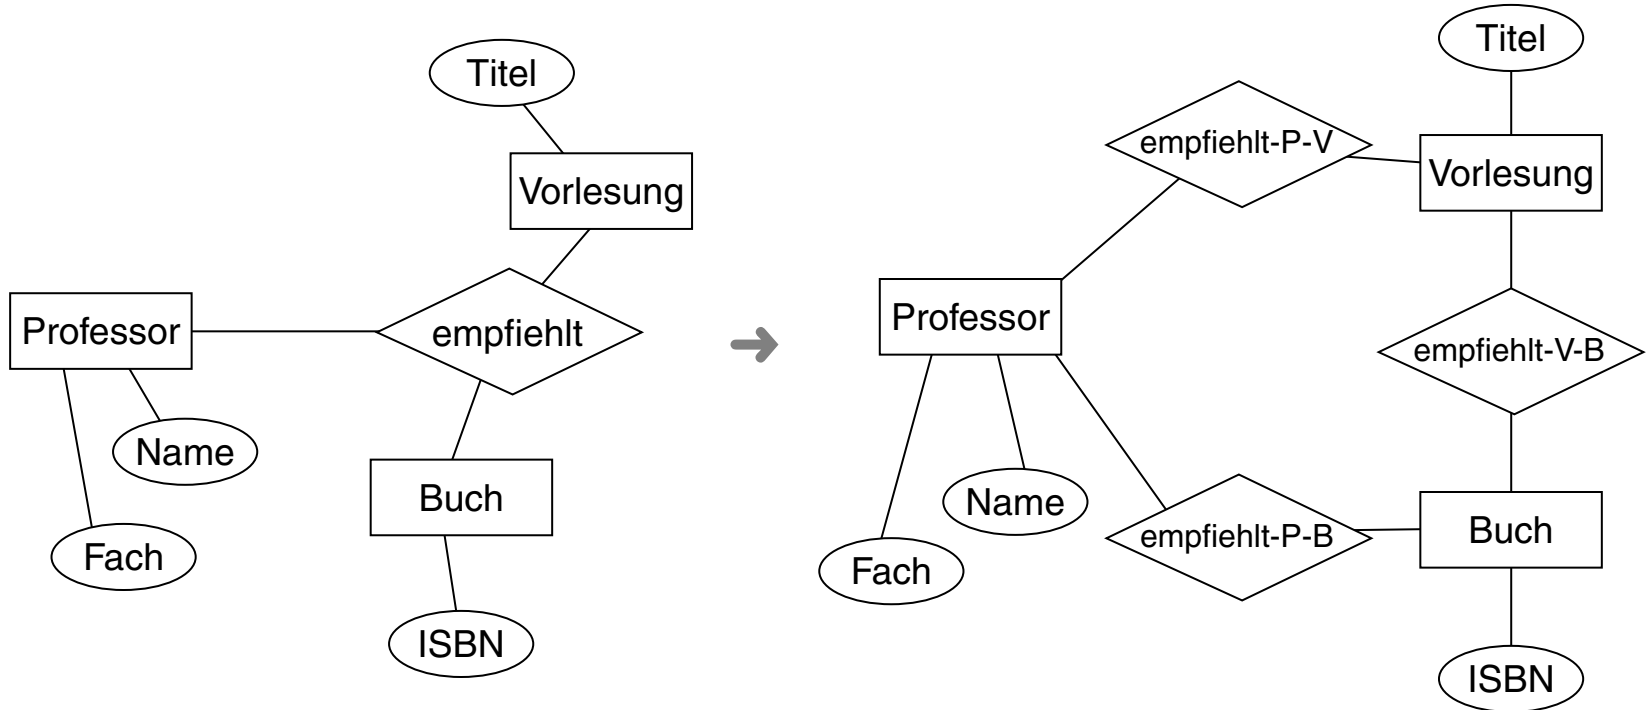 Titel
Vorlesung
Professor
empfiehlt
Name
Buch
Fach
ISBN
Titel
empfiehlt-P-V
Vorlesung
Professor
empfiehlt-V-B
Name
empfiehlt-P-B
Buch
Fach
ISBN